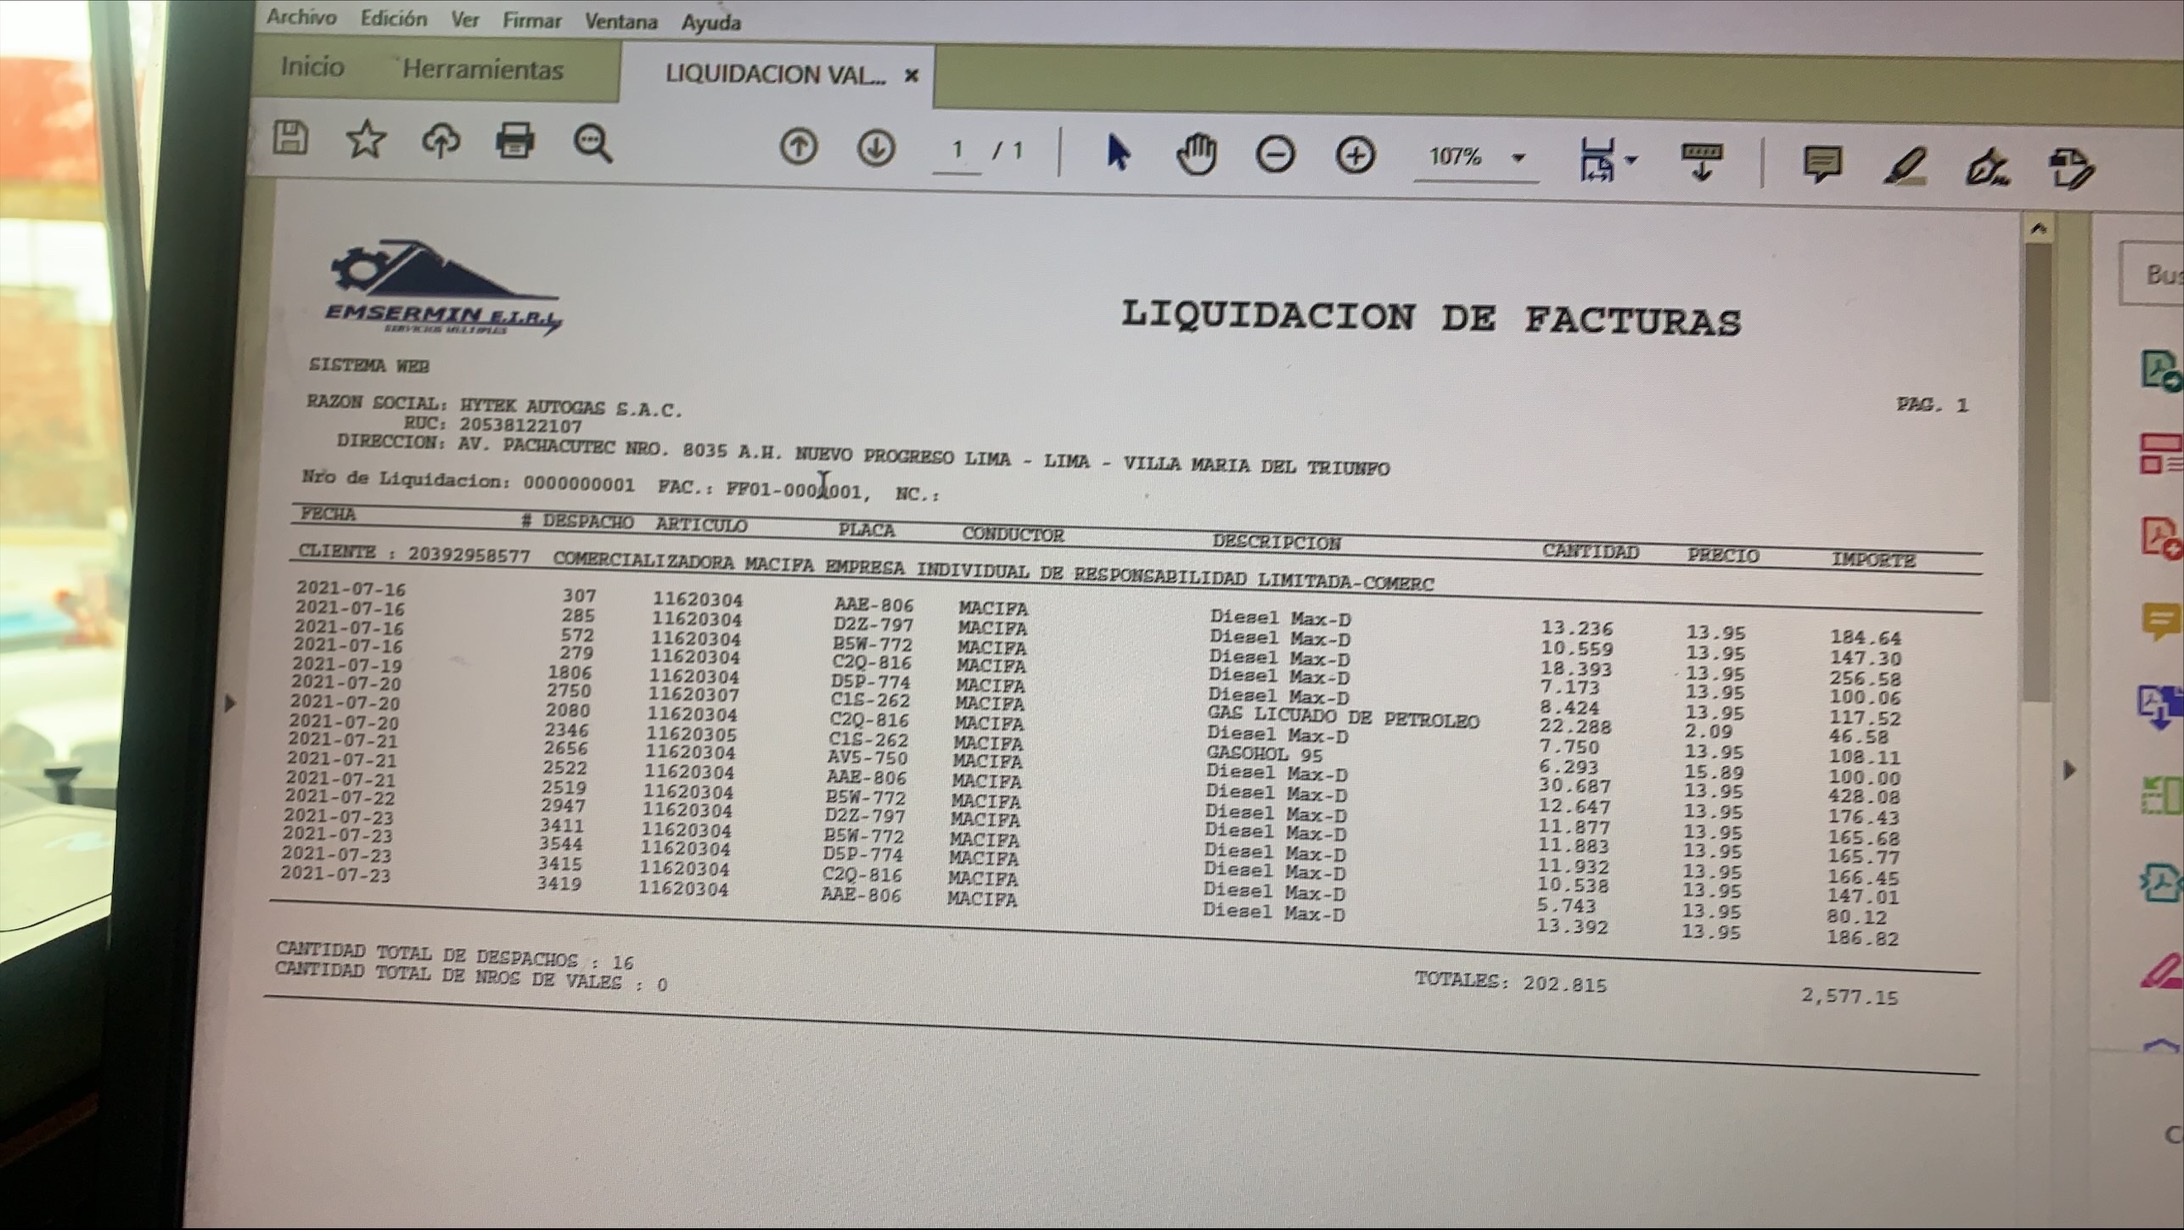 Archivo Edición Ver Firmar Ventana Ayuda
Inicio Herramientas LIQUIDACION VAL... ×
1 / 1 107%
EMSERMIN E.I.R.L
SERVICIOS MULTIPLES
LIQUIDACION DE FACTURAS
SISTEMA WEB
PAG. 1
RAZON SOCIAL: HYTEK AUTOGAS S.A.C.
RUC: 20538122107
DIRECCION: AV. PACHACUTEC NRO. 8035 A.H. NUEVO PROGRESO LIMA - LIMA - VILLA MARIA DEL TRIUNFO
Nro de Liquidacion: 0000000001 FAC.: FF01-0001001, NC.:
FECHA # DESPACHO ARTICULO PLACA CONDUCTOR DESCRIPCION CANTIDAD PRECIO IMPORTE
CLIENTE : 20392958577 COMERCIALIZADORA MACIFA EMPRESA INDIVIDUAL DE RESPONSABILIDAD LIMITADA-COMERC
2021-07-16 307 11620304 AAE-806 MACIFA Diesel Max-D 13.236 13.95 184.64
2021-07-16 285 11620304 D2Z-797 MACIFA Diesel Max-D 10.559 13.95 147.30
2021-07-16 572 11620304 B5W-772 MACIFA Diesel Max-D 18.393 13.95 256.58
2021-07-16 279 11620304 C2Q-816 MACIFA Diesel Max-D 7.173 13.95 100.06
2021-07-19 1806 11620304 D5P-774 MACIFA Diesel Max-D 8.424 13.95 117.52
2021-07-20 2750 11620307 C1S-262 MACIFA GAS LICUADO DE PETROLEO 22.288 2.09 46.58
2021-07-20 2080 11620304 C2Q-816 MACIFA Diesel Max-D 7.750 13.95 108.11
2021-07-20 2346 11620305 C1S-262 MACIFA GASOHOL 95 6.293 15.89 100.00
2021-07-21 2656 11620304 AV5-750 MACIFA Diesel Max-D 30.687 13.95 428.08
2021-07-21 2522 11620304 AAE-806 MACIFA Diesel Max-D 12.647 13.95 176.43
2021-07-21 2519 11620304 B5W-772 MACIFA Diesel Max-D 11.877 13.95 165.68
2021-07-22 2947 11620304 D2Z-797 MACIFA Diesel Max-D 11.883 13.95 165.77
2021-07-23 3411 11620304 B5W-772 MACIFA Diesel Max-D 11.932 13.95 166.45
2021-07-23 3544 11620304 D5P-774 MACIFA Diesel Max-D 10.538 13.95 147.01
2021-07-23 3415 11620304 C2Q-816 MACIFA Diesel Max-D 5.743 13.95 80.12
2021-07-23 3419 11620304 AAE-806 MACIFA Diesel Max-D 13.392 13.95 186.82
CANTIDAD TOTAL DE DESPACHOS : 16
CANTIDAD TOTAL DE NROS DE VALES : 0
TOTALES: 202.815 2,577.15
Bus